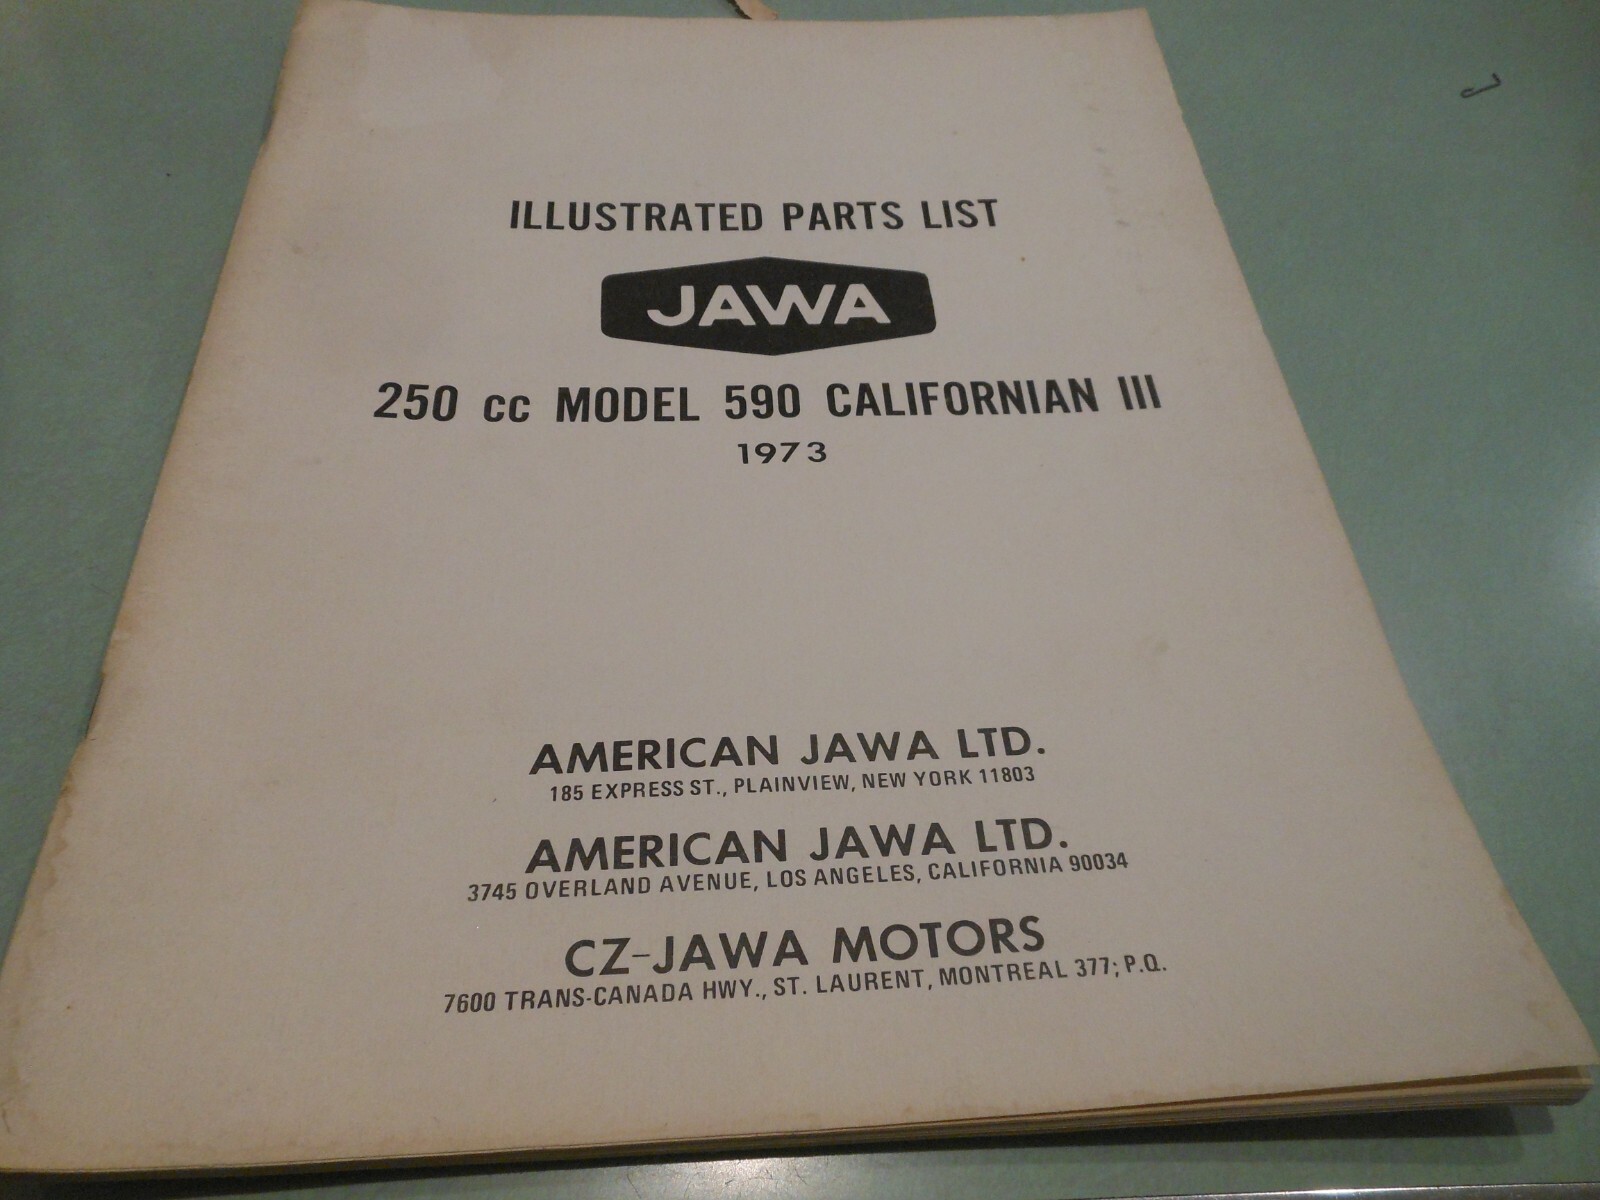 ILLUSTRATED PARTS LIST
JAWA
250 cc MODEL 590 CALIFORNIAN III
1973
AMERICAN JAWA LTD.
185 EXPRESS ST., PLAINVIEW, NEW YORK 11803
AMERICAN JAWA LTD.
3745 OVERLAND AVENUE, LOS ANGELES, CALIFORNIA 90034
CZ-JAWA MOTORS
7600 TRANS-CANADA HWY., ST. LAURENT, MONTREAL 377; P.Q.